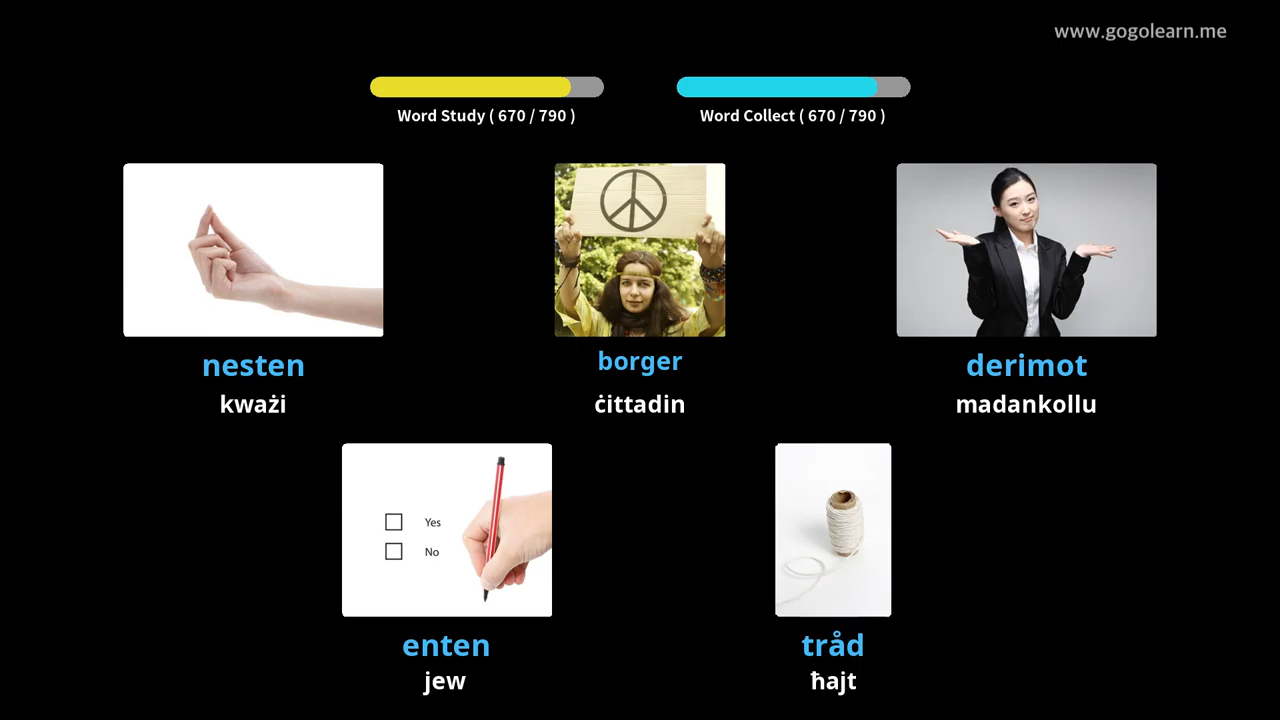 www.gogolearn.me
Word Study ( 670 / 790 )
Word Collect ( 670 / 790 )
nesten
kważi
borger
ċittadin
derimot
madankollu
Yes
No
enten
jew
tråd
ħajt